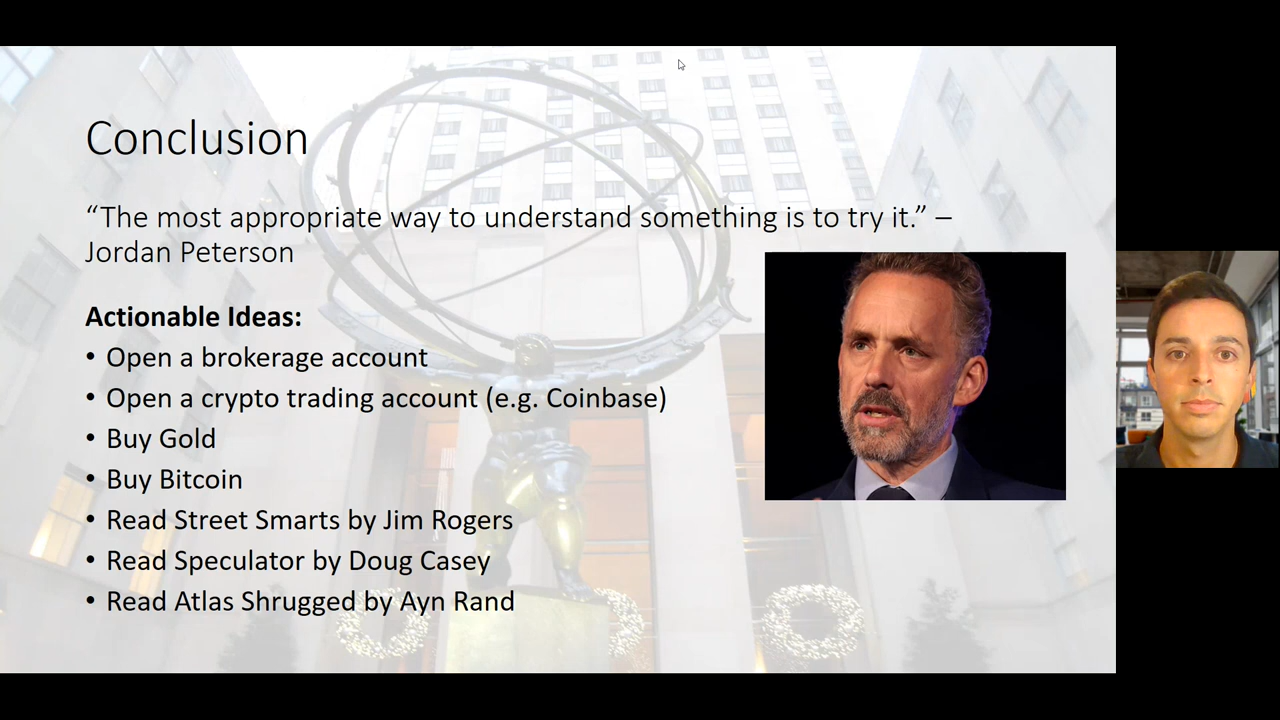 Conclusion
“The most appropriate way to understand something is to try it.” –
Jordan Peterson
Actionable Ideas:
• Open a brokerage account
• Open a crypto trading account (e.g. Coinbase)
• Buy Gold
• Buy Bitcoin
• Read Street Smarts by Jim Rogers
• Read Speculator by Doug Casey
• Read Atlas Shrugged by Ayn Rand